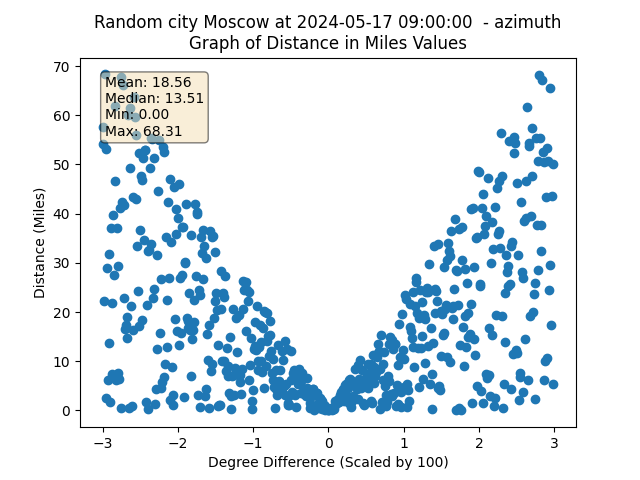 Random city Moscow at 2024-05-17 09:00:00  - azimuth
Graph of Distance in Miles Values
Mean: 18.56
Median: 13.51
Min: 0.00
Max: 68.31
Distance (Miles)
70
60
50
40
30
20
10
0
−3 −2 −1 0 1 2 3
Degree Difference (Scaled by 100)